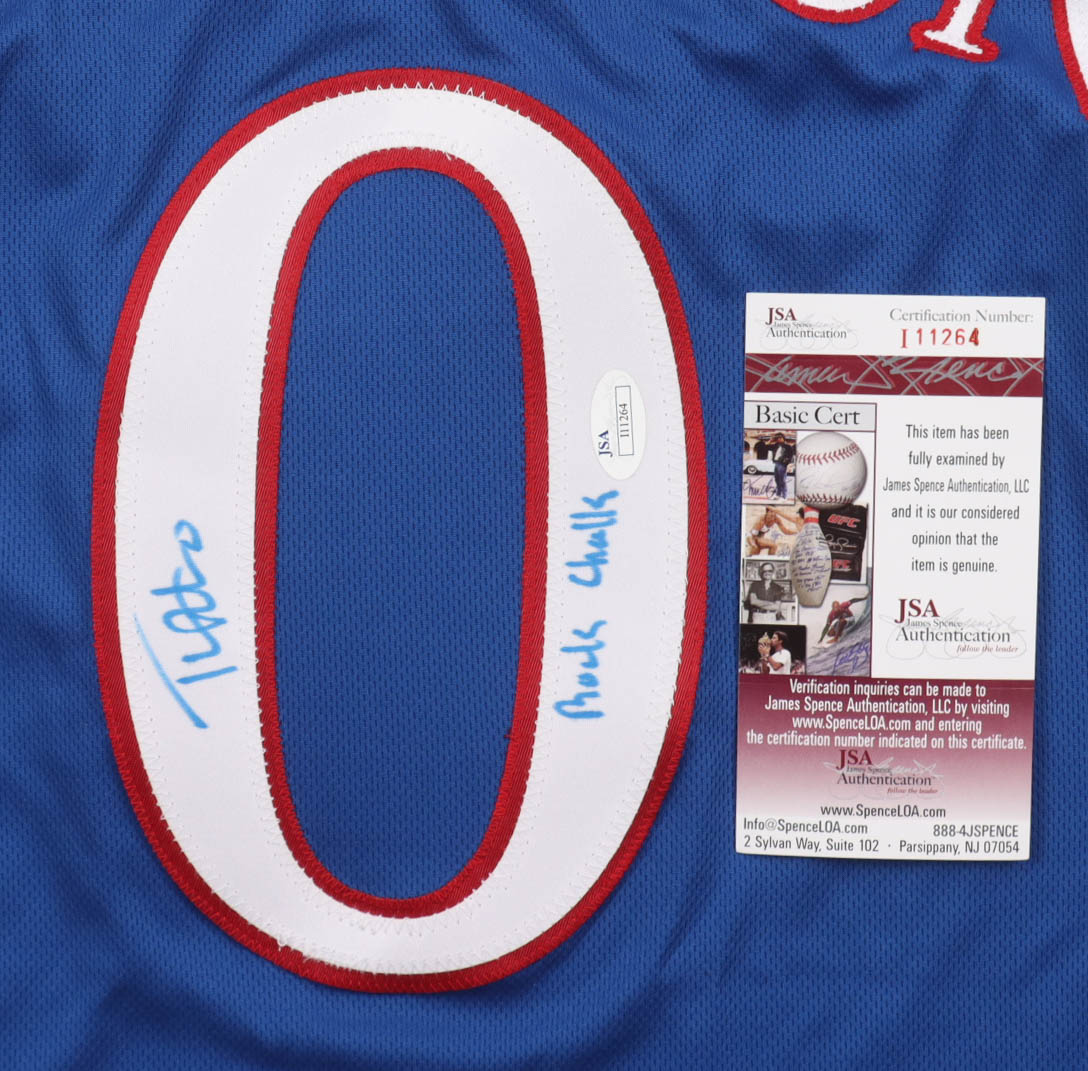 0
JSA
I11264
Rock Chalk
JSA
James Spence
Authentication
Certification Number:
I 11264
Basic Cert
UFC
This item has been
fully examined by
James Spence Authentication, LLC
and it is our considered
opinion that the
item is genuine.
JSA
James Spence
Authentication
follow the leader
Verification inquiries can be made to
James Spence Authentication, LLC by visiting
www.SpenceLOA.com and entering
the certification number indicated on this certificate.
JSA
James Spence
Authentication
follow the leader
www.SpenceLOA.com
Info@SpenceLOA.com 888-4JSPENCE
2 Sylvan Way, Suite 102 · Parsippany, NJ 07054